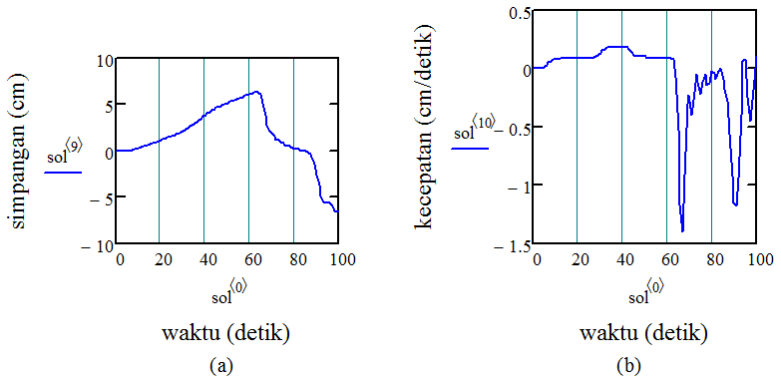 simpangan (cm)
sol⟨9⟩
10
5
0
− 5
− 10
0 20 40 60 80 100
sol⟨0⟩
waktu (detik)
(a)
kecepatan (cm/detik)
sol⟨10⟩
0.5
0
− 0.5
− 1
− 1.5
0 20 40 60 80 100
sol⟨0⟩
waktu (detik)
(b)